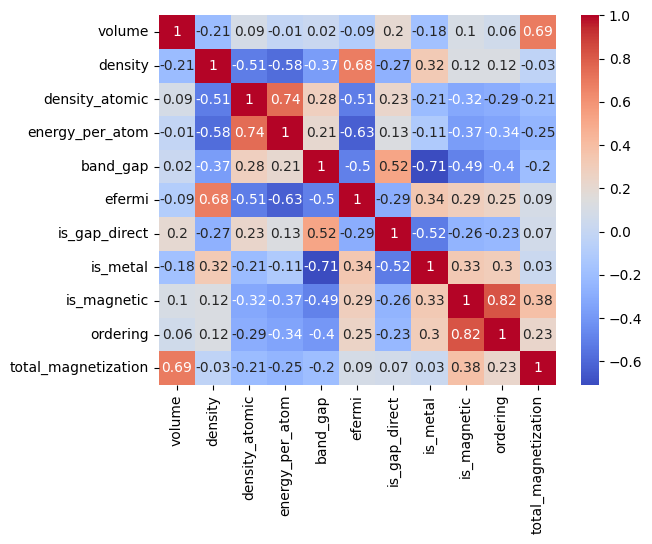 volume 1 -0.21 0.09 -0.01 0.02 -0.09 0.2 -0.18 0.1 0.06 0.69
density -0.21 1 -0.51 -0.58 -0.37 0.68 -0.27 0.32 0.12 0.12 -0.03
density_atomic 0.09 -0.51 1 0.74 0.28 -0.51 0.23 -0.21 -0.32 -0.29 -0.21
energy_per_atom -0.01 -0.58 0.74 1 0.21 -0.63 0.13 -0.11 -0.37 -0.34 -0.25
band_gap 0.02 -0.37 0.28 0.21 1 -0.5 0.52 -0.71 -0.49 -0.4 -0.2
efermi -0.09 0.68 -0.51 -0.63 -0.5 1 -0.29 0.34 0.29 0.25 0.09
is_gap_direct 0.2 -0.27 0.23 0.13 0.52 -0.29 1 -0.52 -0.26 -0.23 0.07
is_metal -0.18 0.32 -0.21 -0.11 -0.71 0.34 -0.52 1 0.33 0.3 0.03
is_magnetic 0.1 0.12 -0.32 -0.37 -0.49 0.29 -0.26 0.33 1 0.82 0.38
ordering 0.06 0.12 -0.29 -0.34 -0.4 0.25 -0.23 0.3 0.82 1 0.23
total_magnetization 0.69 -0.03 -0.21 -0.25 -0.2 0.09 0.07 0.03 0.38 0.23 1
volume
density
density_atomic
energy_per_atom
band_gap
efermi
is_gap_direct
is_metal
is_magnetic
ordering
total_magnetization
1.0
0.8
0.6
0.4
0.2
0.0
−0.2
−0.4
−0.6